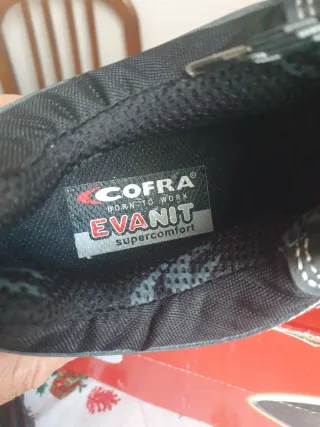 COFRA
BORN TO WORK
EVANIT
supercomfort